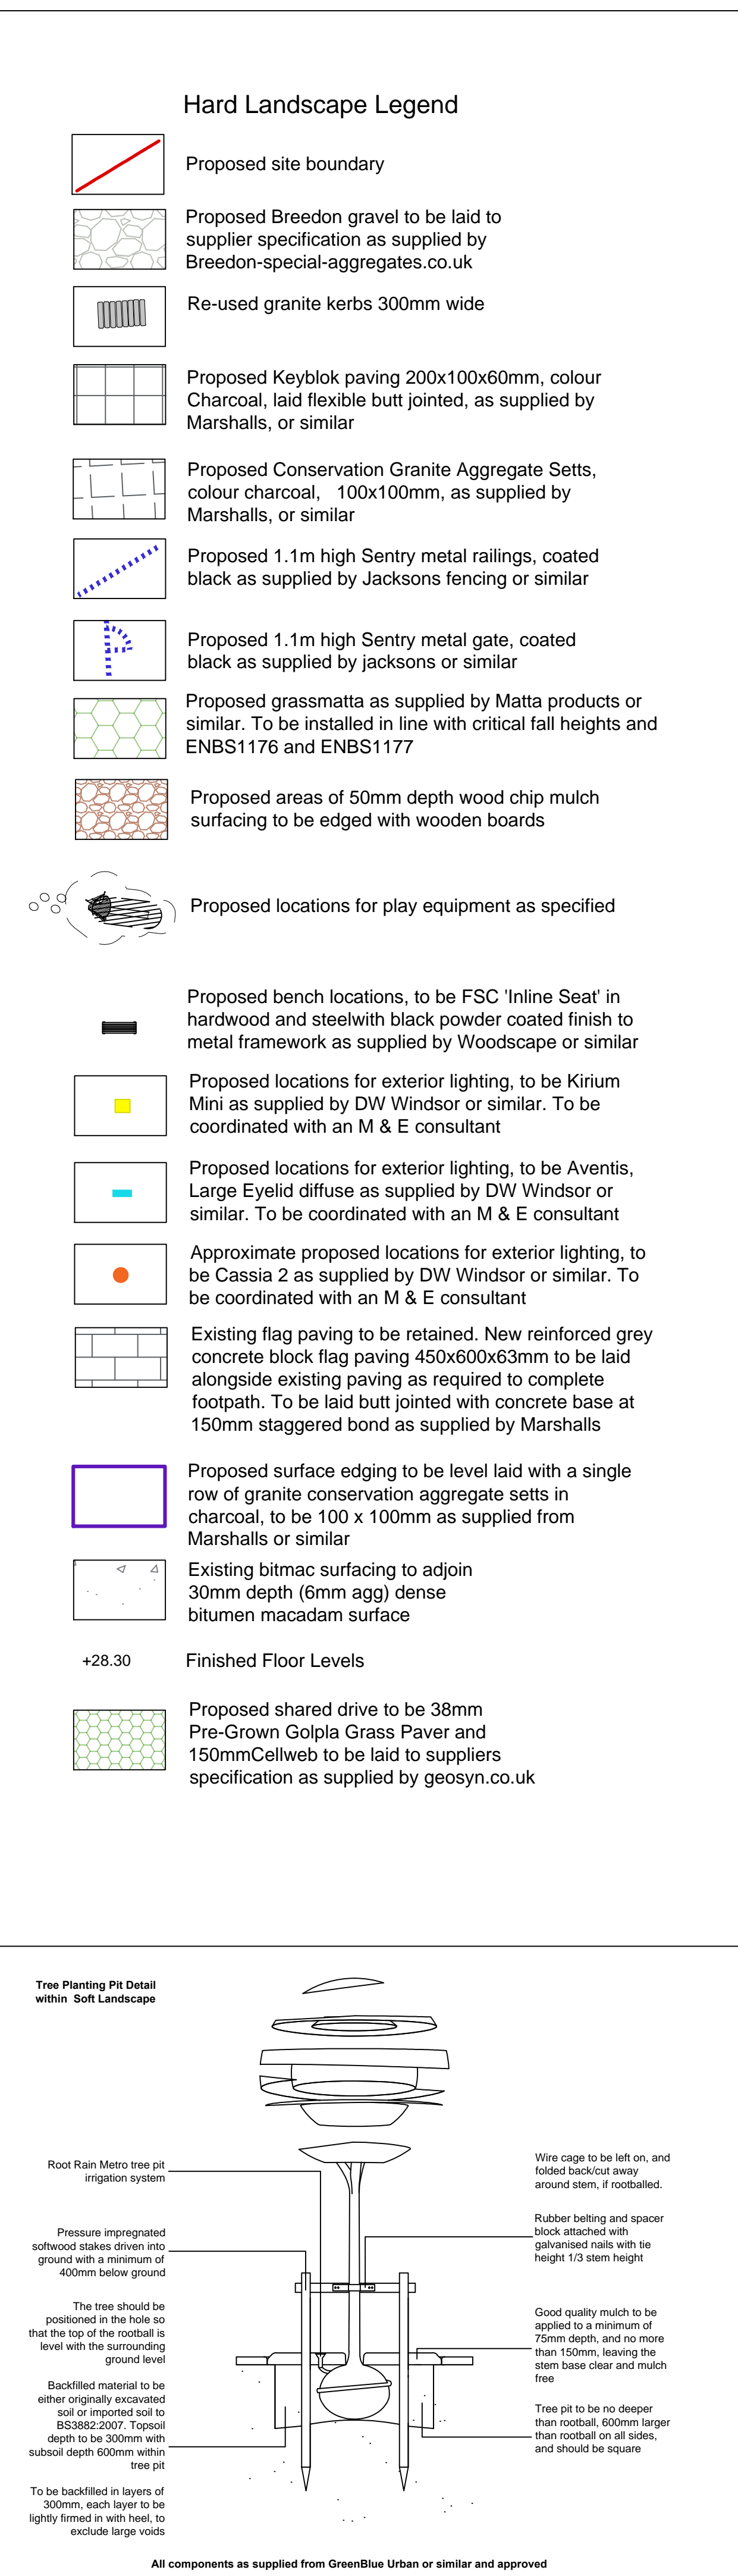 Hard Landscape Legend
Proposed site boundary
Proposed Breedon gravel to be laid to
supplier specification as supplied by
Breedon-special-aggregates.co.uk
Re-used granite kerbs 300mm wide
Proposed Keyblok paving 200x100x60mm, colour
Charcoal, laid flexible butt jointed, as supplied by
Marshalls, or similar
Proposed Conservation Granite Aggregate Setts,
colour charcoal, 100x100mm, as supplied by
Marshalls, or similar
Proposed 1.1m high Sentry metal railings, coated
black as supplied by Jacksons fencing or similar
Proposed 1.1m high Sentry metal gate, coated
black as supplied by jacksons or similar
Proposed grassmatta as supplied by Matta products or
similar. To be installed in line with critical fall heights and
ENBS1176 and ENBS1177
Proposed areas of 50mm depth wood chip mulch
surfacing to be edged with wooden boards
Proposed locations for play equipment as specified
Proposed bench locations, to be FSC 'Inline Seat' in
hardwood and steelwith black powder coated finish to
metal framework as supplied by Woodscape or similar
Proposed locations for exterior lighting, to be Kirium
Mini as supplied by DW Windsor or similar. To be
coordinated with an M & E consultant
Proposed locations for exterior lighting, to be Aventis,
Large Eyelid diffuse as supplied by DW Windsor or
similar. To be coordinated with an M & E consultant
Approximate proposed locations for exterior lighting, to
be Cassia 2 as supplied by DW Windsor or similar. To
be coordinated with an M & E consultant
Existing flag paving to be retained. New reinforced grey
concrete block flag paving 450x600x63mm to be laid
alongside existing paving as required to complete
footpath. To be laid butt jointed with concrete base at
150mm staggered bond as supplied by Marshalls
Proposed surface edging to be level laid with a single
row of granite conservation aggregate setts in
charcoal, to be 100 x 100mm as supplied from
Marshalls or similar
Existing bitmac surfacing to adjoin
30mm depth (6mm agg) dense
bitumen macadam surface
+28.30
Finished Floor Levels
Proposed shared drive to be 38mm
Pre-Grown Golpla Grass Paver and
150mmCellweb to be laid to suppliers
specification as supplied by geosyn.co.uk
Tree Planting Pit Detail
within Soft Landscape
Root Rain Metro tree pit
irrigation system
Pressure impregnated
softwood stakes driven into
ground with a minimum of
400mm below ground
The tree should be
positioned in the hole so
that the top of the rootball is
level with the surrounding
ground level
Backfilled material to be
either originally excavated
soil or imported soil to
BS3882:2007. Topsoil
depth to be 300mm with
subsoil depth 600mm within
tree pit
To be backfilled in layers of
300mm, each layer to be
lightly firmed in with heel, to
exclude large voids
Wire cage to be left on, and
folded back/cut away
around stem, if rootballed.
Rubber belting and spacer
block attached with
galvanised nails with tie
height 1/3 stem height
Good quality mulch to be
applied to a minimum of
75mm depth, and no more
than 150mm, leaving the
stem base clear and mulch
free
Tree pit to be no deeper
than rootball, 600mm larger
than rootball on all sides,
and should be square
All components as supplied from GreenBlue Urban or similar and approved